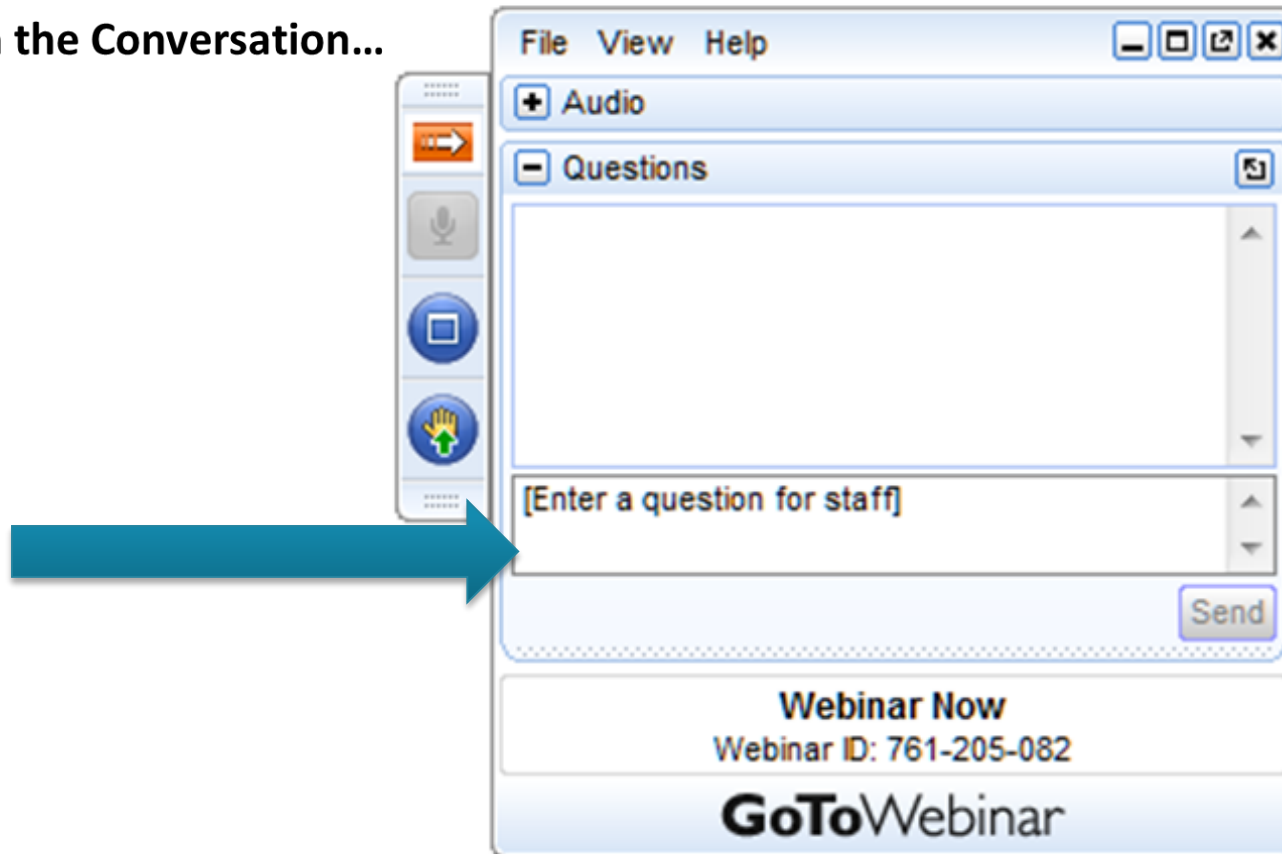 the Conversation...
File View Help
Audio
Questions
[Enter a question for staff]
Send
Webinar Now
Webinar ID: 761-205-082
GoToWebinar